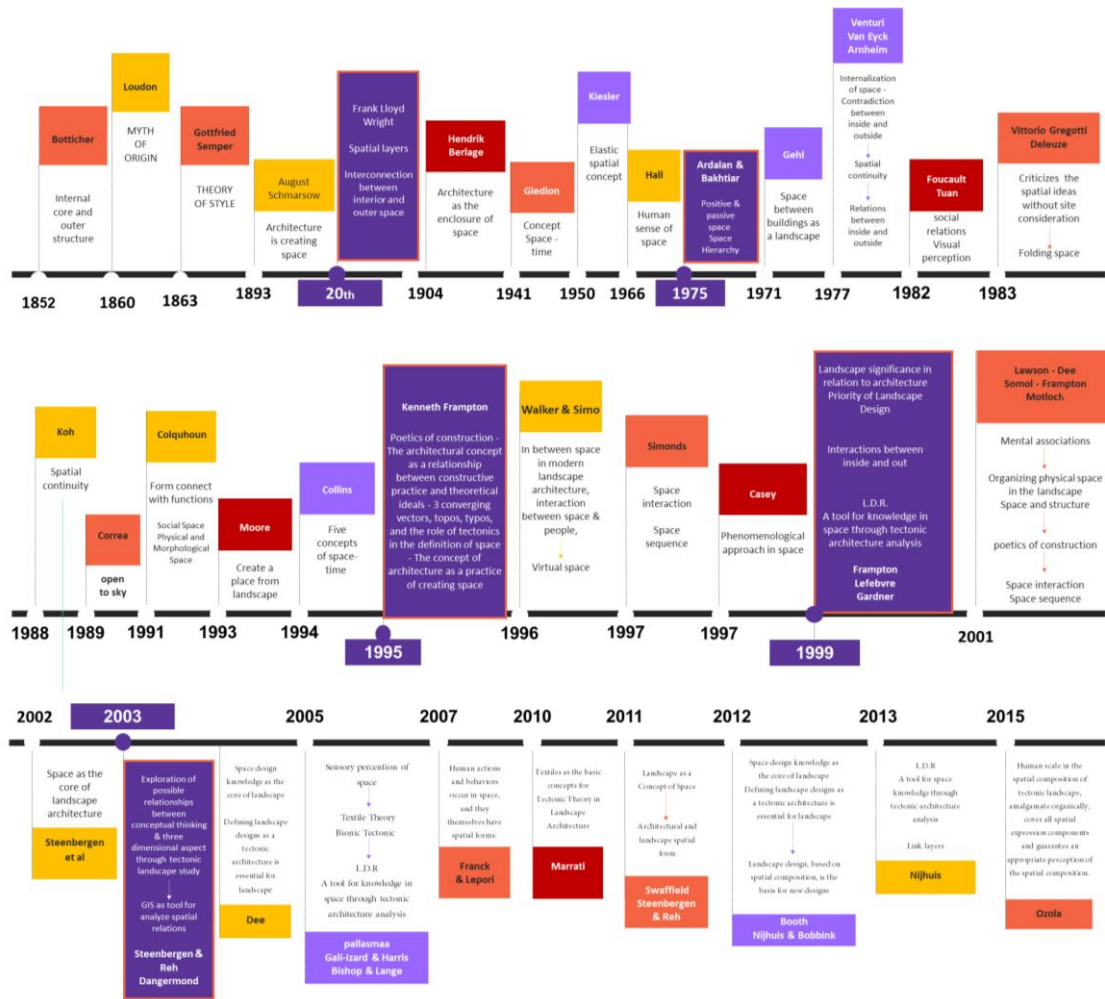 Botticher
Internal
core and
outer
structure
Loudon
MYTH
OF
ORIGIN
Gottfried
Semper
THEORY
OF STYLE
August
Schmarsow
Architecture
is creating
space
Frank Lloyd
Wright
Spatial layers
Interconnection
between
interior and
outer space
Hendrik
Berlage
Architecture
as the
enclosure of
space
Giedion
Concept
Space -
time
Kiesler
Elastic
spatial
concept
Hall
Human
sense of
space
Ardalan &
Bakhtiar
Positive &
passive
space
Space
Hierarchy
Gehl
Space
between
buildings as
a landscape
Venturi
Van Eyck
Arnheim
Internalization
of space -
Contradiction
between
inside and
outside
Spatial
continuity
Relations
between
inside and
outside
Foucault
Tuan
social
relations
Visual
perception
Vittorio Gregotti
Deleuze
Criticizes the
spatial ideas
without site
consideration
Folding space
1852
1860
1863
1893
20th
1904
1941
1950
1966
1975
1971
1977
1982
1983
Koh
Spatial
continuity
Correa
open
to sky
Colquhoun
Form connect
with functions
Social Space
Physical and
Morphological
Space
Moore
Create a
place from
landscape
Collins
Five
concepts
of space-
time
Kenneth Frampton
Poetics of construction -
The architectural concept
as a relationship
between constructive
practice and theoretical
ideals - 3 converging
vectors, topos, typos,
and the role of tectonics
in the definition of space
- The concept of
architecture as a practice
of creating space
Walker & Simo
In between space
in modern
landscape
architecture,
interaction
between space &
people,
Virtual space
Simonds
Space
interaction
Space
sequence
Casey
Phenomenological
approach in space
Landscape significance in
relation to architecture
Priority of Landscape
Design
Interactions between
inside and out
L.D.R.
A tool for knowledge in
space through tectonic
architecture analysis
Frampton
Lefebvre
Gardner
Lawson - Dee
Somol - Frampton
Motloch
Mental associations
Organizing physical space
in the landscape
Space and structure
poetics of construction
Space interaction
Space sequence
1988
1989
1991
1993
1994
1995
1996
1997
1997
1999
2001
2002
2003
2005
2007
2010
2011
2012
2013
2015
Space as the
core of
landscape
architecture
Steenbergen
et al
Exploration of
possible
relationships
between
conceptual thinking
& three
dimensional aspect
through tectonic
landscape study
GIS as tool for
analyze spatial
relations
Steenbergen &
Reh
Dangermond
Space design
knowledge as the
core of landscape
Defining landscape
designs as a
tectonic
architecture is
essential for
landscape
Dee
Sensory percention of
space
Textile Theory
Bionic Tectonic
L.D.R
A tool for knowledge in
space through tectonic
architecture analysis
pallasmaa
Galí-Izard & Harris
Bishop & Lange
Human actions
and behaviors
occur in space,
and they
themselves have
spatial forms.
Franck
& Lepori
Textiles as the basic
concepts for
Tectonic Theory in
Landscape
Architecture
Marrati
Landscape as a
Concept of Space
Architectural and
landscape spatial
form
Swaffield
Steenbergen
& Reh
Space design knowledge as
the core of landscape
Defining landscape designs as
a tectonic architecture is
essential for landscape
Landscape design, based on
spatial composition, is the
basis for new designs
Booth
Nijhuis & Bobbink
L.D.R
A tool for space
knowledge through
tectonic architecture
analysis
Link layers
Nijhuis
Human scale in the
spatial composition of
tectonic landscape,
amalgamate organically,
cover all spatial
expression components
and guarantee an
appropriate perception of
the spatial composition.
Ozola